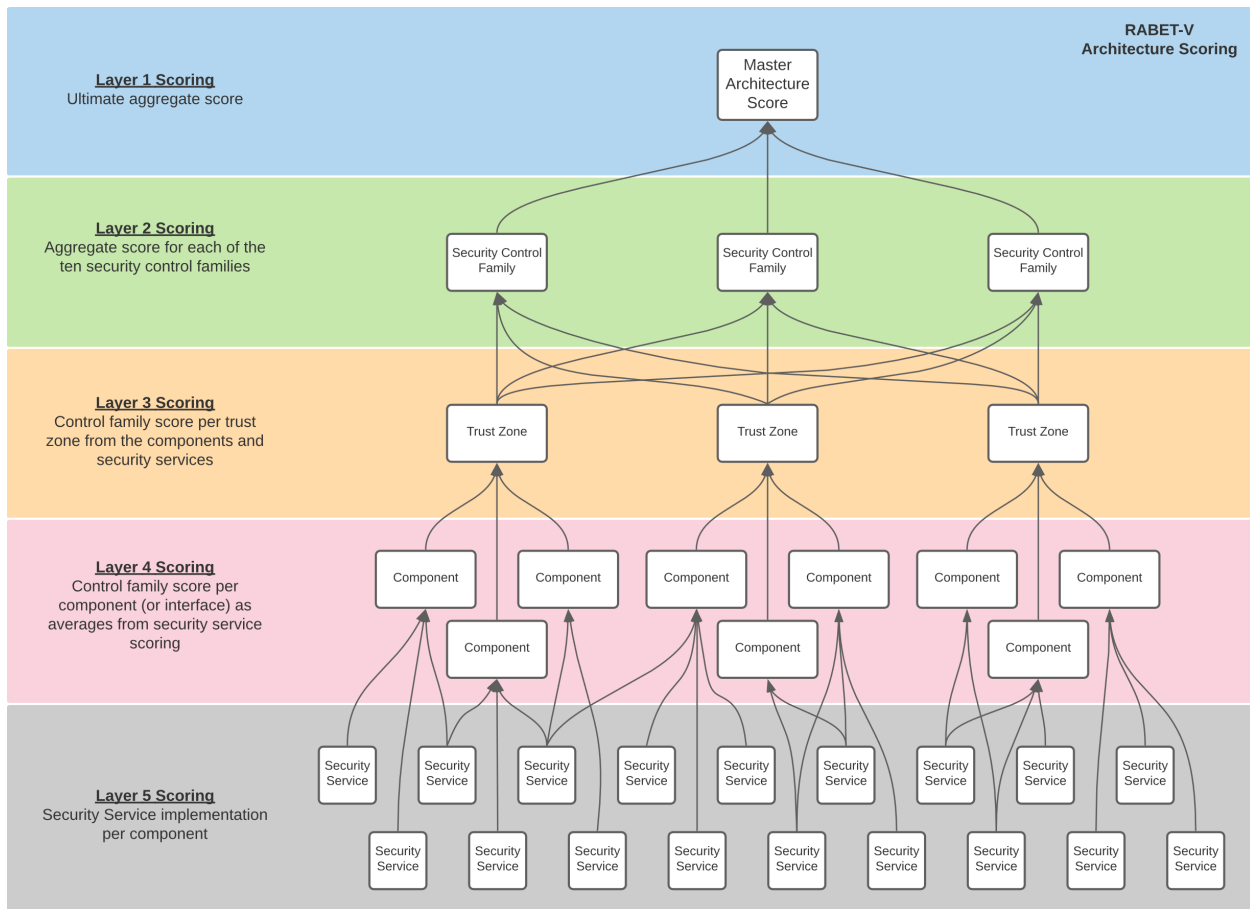 RABET-V
Architecture Scoring
Layer 1 Scoring
Ultimate aggregate score
Master
Architecture
Score
Layer 2 Scoring
Aggregate score for each of the
ten security control families
Security Control
Family
Security Control
Family
Security Control
Family
Layer 3 Scoring
Control family score per trust
zone from the components and
security services
Trust Zone
Trust Zone
Trust Zone
Layer 4 Scoring
Control family score per
component (or interface) as
averages from security service
scoring
Component
Component
Component
Component
Component
Component
Component
Component
Component
Layer 5 Scoring
Security Service implementation
per component
Security
Service
Security
Service
Security
Service
Security
Service
Security
Service
Security
Service
Security
Service
Security
Service
Security
Service
Security
Service
Security
Service
Security
Service
Security
Service
Security
Service
Security
Service
Security
Service
Security
Service
Security
Service